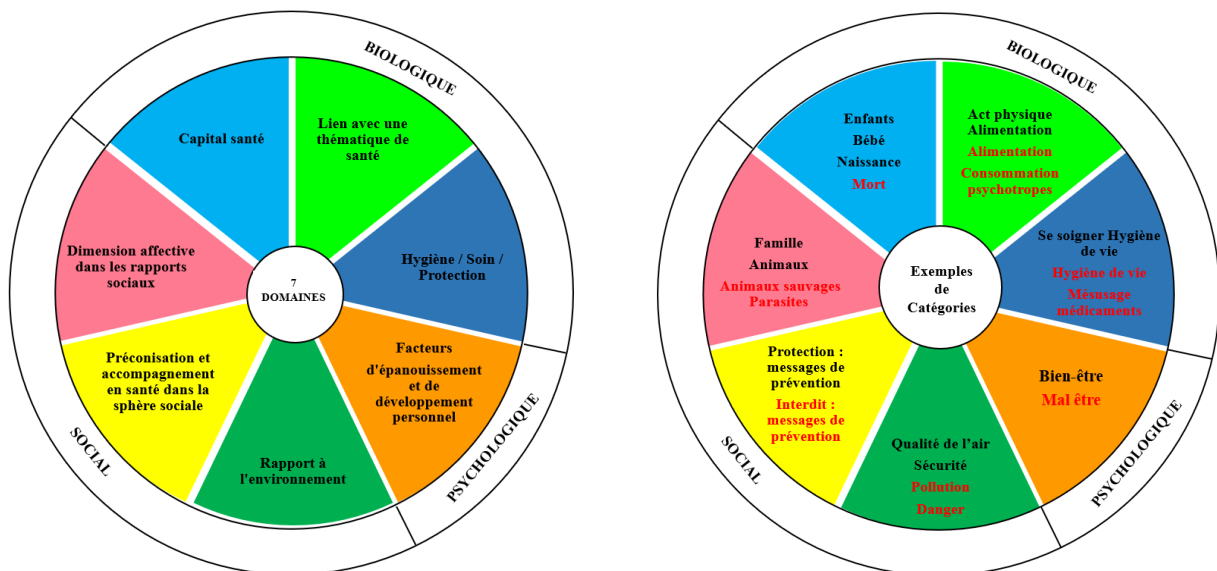 BIOLOGIQUE
Capital santé
Lien avec une
thématique de
santé
Hygiène / Soin /
Protection
Facteurs
d'épanouissement
et de
développement
personnel
Rapport à
l'environnement
Préconisation et
accompagnement
en santé dans la
sphère sociale
Dimension affective
dans les rapports
sociaux
7
DOMAINES
PSYCHOLOGIQUE
SOCIAL
BIOLOGIQUE
Enfants
Bébé
Naissance
Mort
Act physique
Alimentation
Alimentation
Consommation
psychotropes
Se soigner Hygiène
de vie
Hygiène de vie
Mésusage
médicaments
Bien-être
Mal être
Qualité de l’air
Sécurité
Pollution
Danger
Protection :
messages de
prévention
Interdit :
messages de
prévention
Famille
Animaux
Animaux sauvages
Parasites
Exemples
de
Catégories
PSYCHOLOGIQUE
SOCIAL